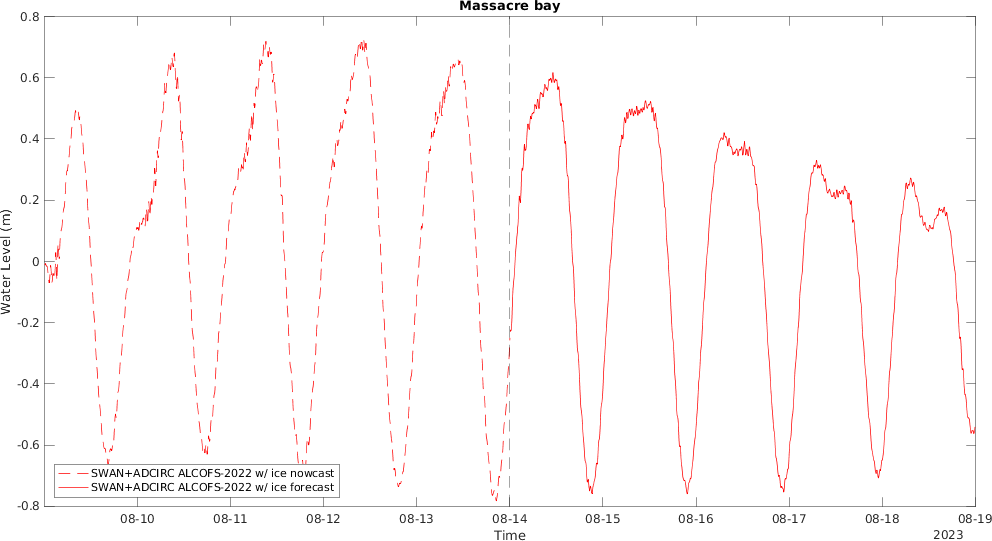 Massacre bay
0.8
0.6
0.4
0.2
0
-0.2
-0.4
-0.6
-0.8
Water Level (m)
SWAN+ADCIRC ALCOFS-2022 w/ ice nowcast
SWAN+ADCIRC ALCOFS-2022 w/ ice forecast
08-10 08-11 08-12 08-13 08-14 08-15 08-16 08-17 08-18 08-19
Time
2023